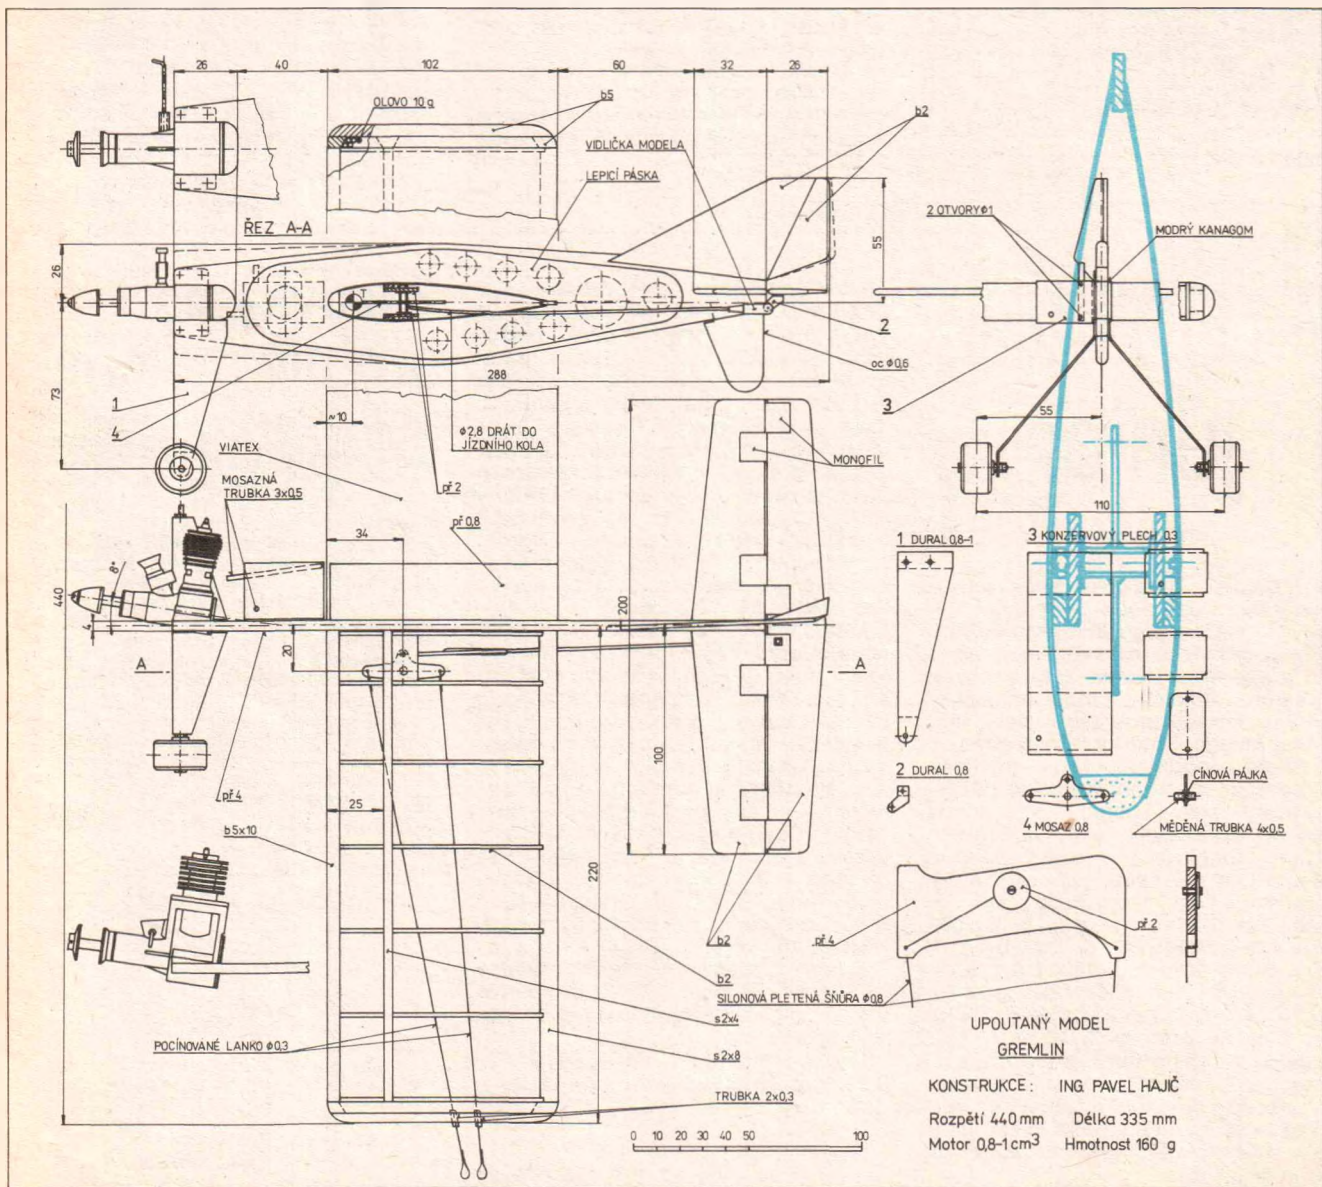 26
40
102
60
32
26
OLOVO 10 g
b5
b2
VIDLIČKA MODELA
LEPICÍ PÁSKA
ŘEZ A-A
26
73
55
2 OTVORY ø1
MODRÝ KANAGOM
T
2
oc ø0,6
3
288
1
4
≈10
ø2,8 DRÁT DO
JÍZDNÍHO KOLA
VIATEX
MOSAZNÁ
TRUBKA 3x0,5
př 2
MONOFIL
55
110
př 0,8
34
1 DURAL 0,8-1
3 KONZERVOVÝ PLECH 0,3
8°
440
4
20
200
A
A
100
2 DURAL 0,8
př 4
25
b5x10
220
CÍNOVÁ PÁJKA
4 MOSAZ 0,8
MĚDĚNÁ TRUBKA 4x0,5
b2
př 4
př 2
b2
SILONOVÁ PLETENÁ ŠŇŮRA ø0,8
s2x4
POCÍNOVANÉ LANKO ø0,3
s2x8
TRUBKA 2x0,3
0 10 20 30 40 50 100
UPOUTANÝ MODEL
GREMLIN
KONSTRUKCE: ING. PAVEL HAJIČ
Rozpětí 440 mm Délka 335 mm
Motor 0,8-1 cm³ Hmotnost 160 g